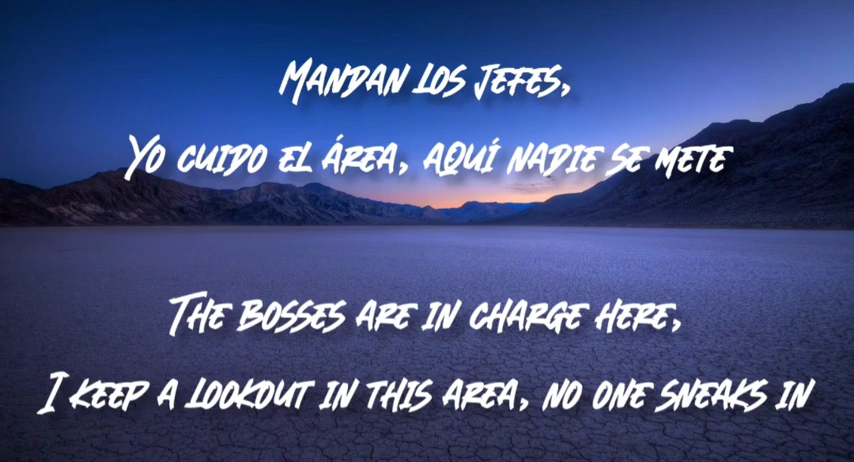 Mandan los jefes,
Yo cuido el área, aquí nadie se mete
The bosses are in charge here,
I keep a lookout in this area, no one sneaks in